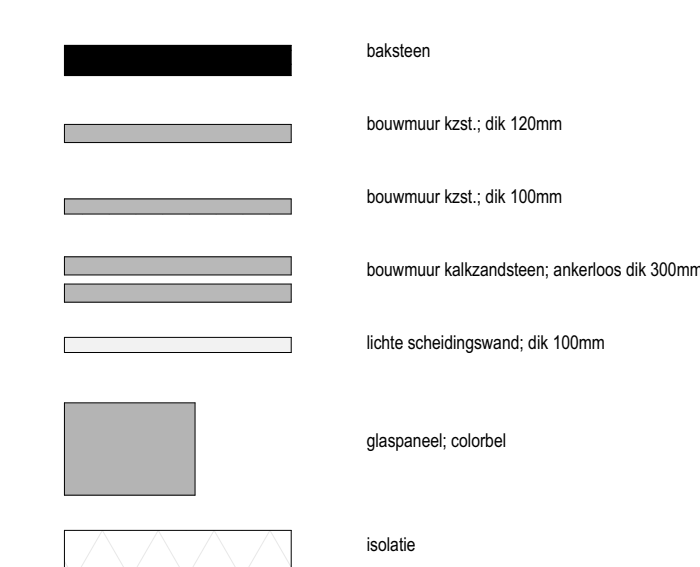 baksteen
bouwmuur kzst.; dik 120mm
bouwmuur kzst.; dik 100mm
bouwmuur kalkzandsteen; ankerloos dik 300mm
lichte scheidingswand; dik 100mm
glaspaneel; colorbel
isolatie